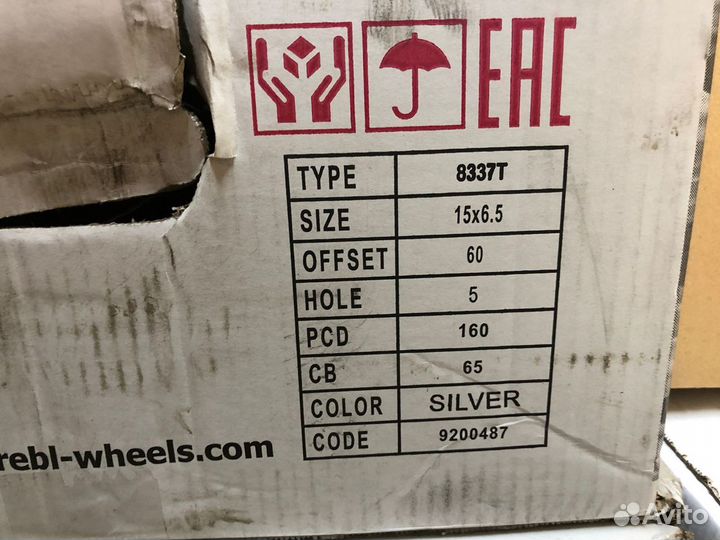 EAC
TYPE 8337T
SIZE 15x6.5
OFFSET 60
HOLE 5
PCD 160
CB 65
COLOR SILVER
CODE 9200487
rebl-wheels.com
Avito